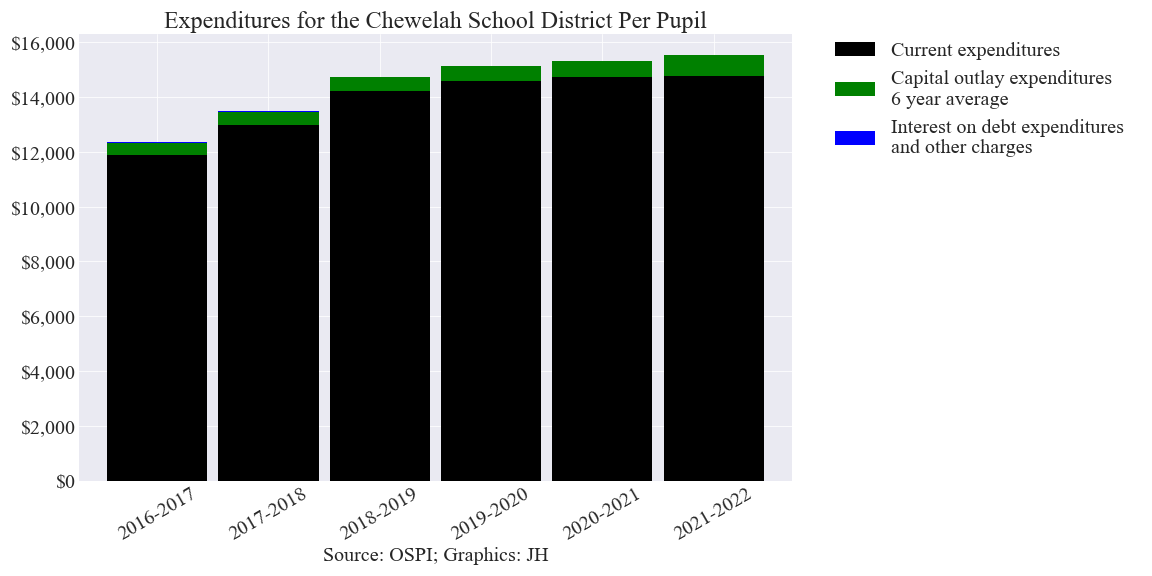 Expenditures for the Chewelah School District Per Pupil
$16,000
$14,000
$12,000
$10,000
$8,000
$6,000
$4,000
$2,000
$0
2016-2017
2017-2018
2018-2019
2019-2020
2020-2021
2021-2022
Source: OSPI; Graphics: JH
Current expenditures
Capital outlay expenditures
6 year average
Interest on debt expenditures
and other charges